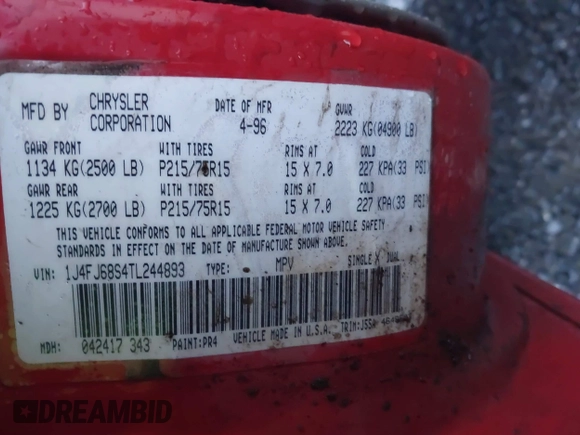 MFD BY CHRYSLER CORPORATION DATE OF MFR 4-96 GVWR 2223 KG(04900 LB)
GAWR FRONT WITH TIRES RIMS AT COLD
1134 KG(2500 LB) P215/75R15 15 X 7.0 227 KPA(33 PSI
GAWR REAR WITH TIRES RIMS AT COLD
1225 KG(2700 LB) P215/75R15 15 X 7.0 227 KPA(33 PSI
THIS VEHICLE CONFORMS TO ALL APPLICABLE FEDERAL MOTOR VEHICLE SAFETY
STANDARDS IN EFFECT ON THE DATE OF MANUFACTURE SHOWN ABOVE.
VIN: 1J4FJ68S4TL244893 TYPE: MPV SINGLE X DUAL
MDH: 042417 343 PAINT:PR4 VEHICLE MADE IN U.S.A. TRIM:JSSA
DREAMBID